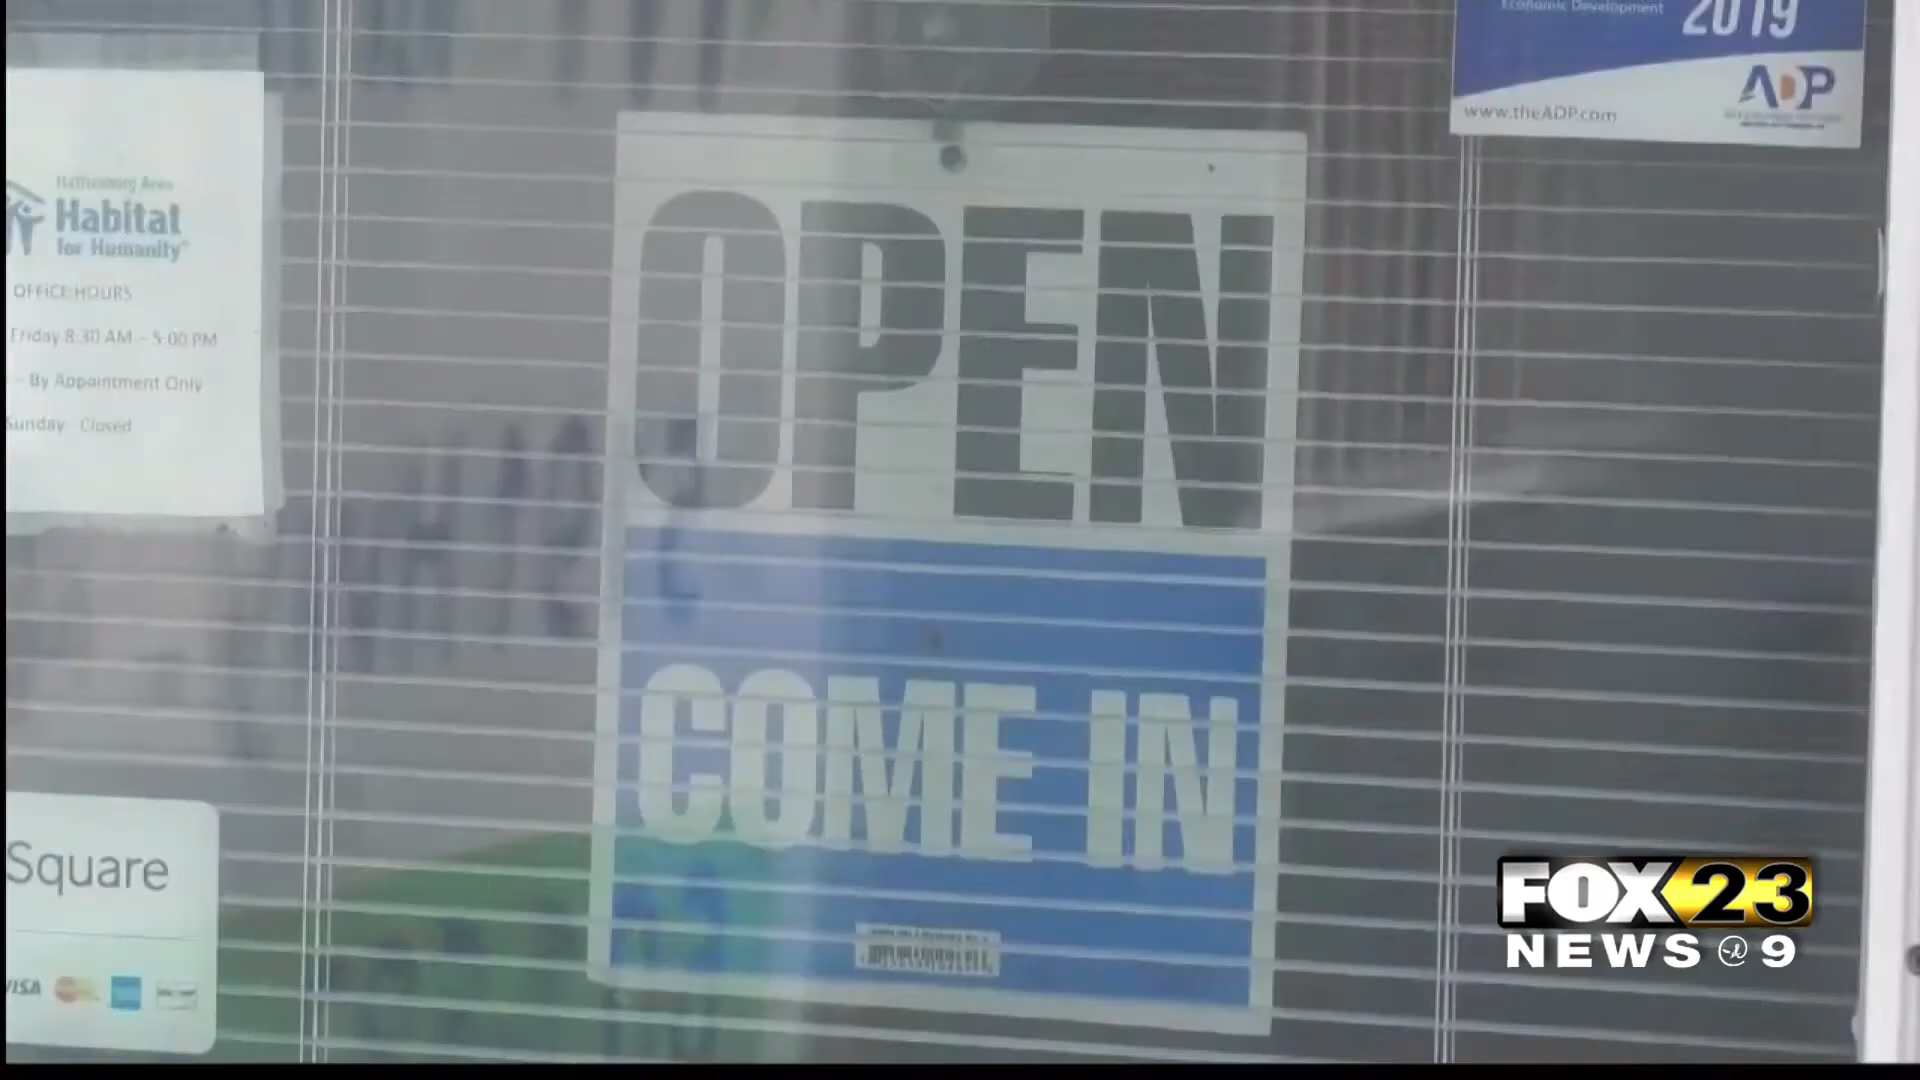 Economic Development
2019
ADP
www.theADP.com
Hattiesburg Area
Habitat
for Humanity
OFFICE HOURS
Friday 8:30 AM – 5:00 PM
– By Appointment Only
Sunday Closed
OPEN
COME IN
Square
VISA
FOX 23
NEWS @ 9